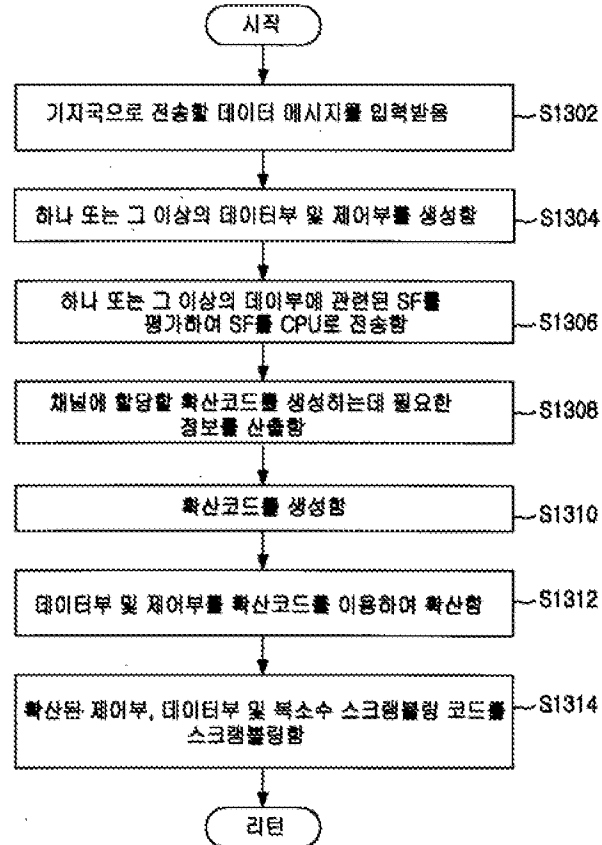 시작
기지국으로 전송할 데이터 메시지를 입력받음
S1302
하나 또는 그 이상의 데이터부 및 제어부를 생성함
S1304
하나 또는 그 이상의 데이부에 관련된 SF를
평가하여 SF를 CPU로 전송함
S1306
채널에 할당할 확산코드를 생성하는데 필요한
정보를 산출함
S1308
확산코드를 생성함
S1310
데이터부 및 제어부를 확산코드를 이용하여 확산함
S1312
확산된 제어부, 데이터부 및 복소수 스크램블링 코드를
스크램블링함
S1314
리턴